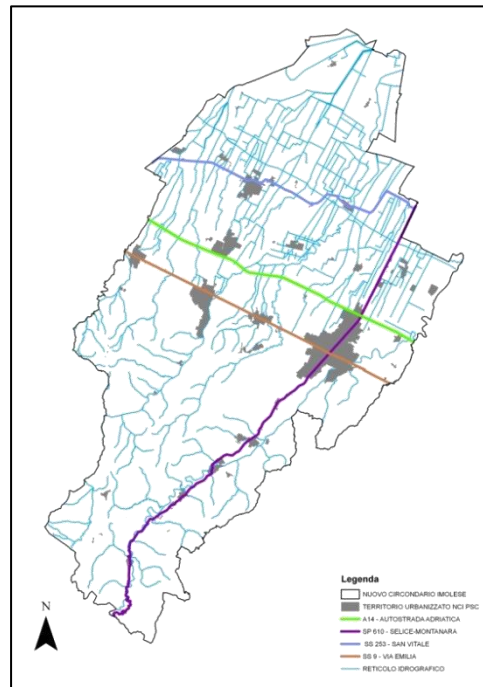 Legenda
NUOVO CIRCONDARIO IMOLESE
TERRITORIO URBANIZZATO NCI PSC
A14 - AUTOSTRADA ADRIATICA
SP 610 - SELICE-MONTANARA
SS 253 - SAN VITALE
SS 9 - VIA EMILIA
RETICOLO IDROGRAFICO
N